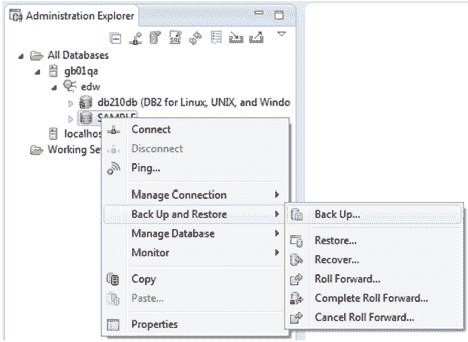 Administration Explorer
All Databases
gb01qa
edw
db210db (DB2 for Linux, UNIX, and Windo
SAMPLE
localhos
Working Se
Connect
Disconnect
Ping...
Manage Connection
Back Up and Restore
Manage Database
Monitor
Copy
Paste...
Properties
Back Up...
Restore...
Recover...
Roll Forward...
Complete Roll Forward...
Cancel Roll Forward...